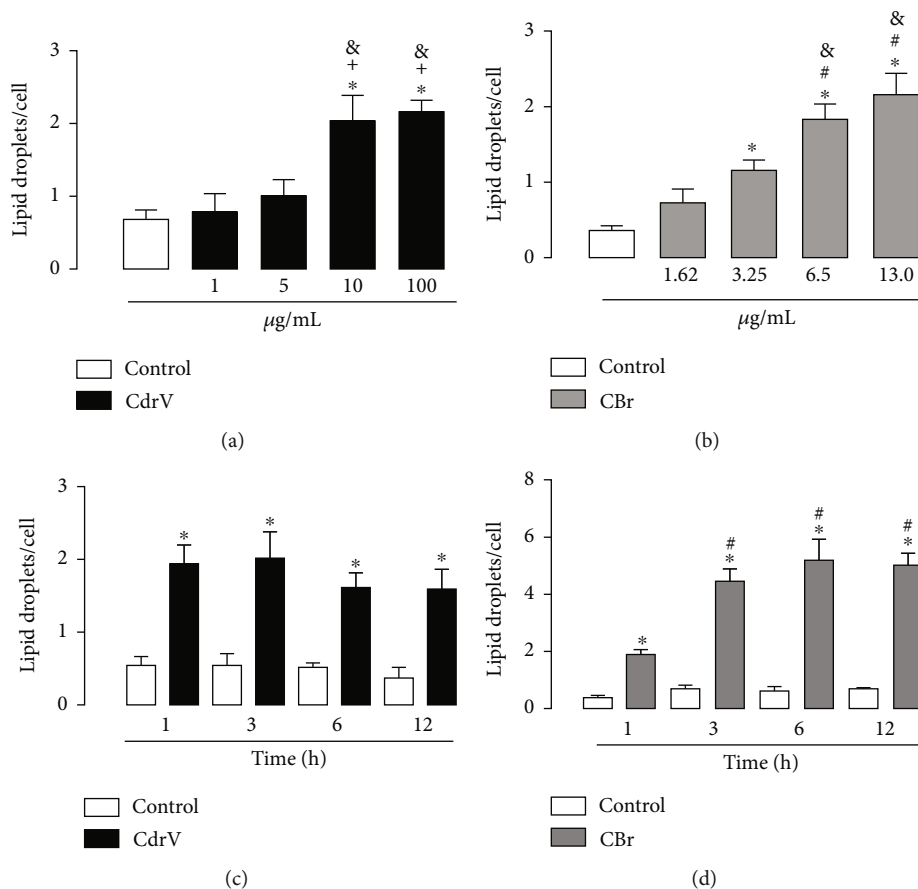 3
2
1
0
Lipid droplets/cell
&
+
*
&
+
*
1 5 10 100
µg/mL
Control
CdrV
(a)
3
2
1
0
Lipid droplets/cell
*
&
#
*
&
#
*
1.62 3.25 6.5 13.0
µg/mL
Control
CBr
(b)
3
2
1
0
Lipid droplets/cell
* * * *
1 3 6 12
Time (h)
Control
CdrV
(c)
8
6
4
2
0
Lipid droplets/cell
*
#
*
#
*
#
*
1 3 6 12
Time (h)
Control
CBr
(d)